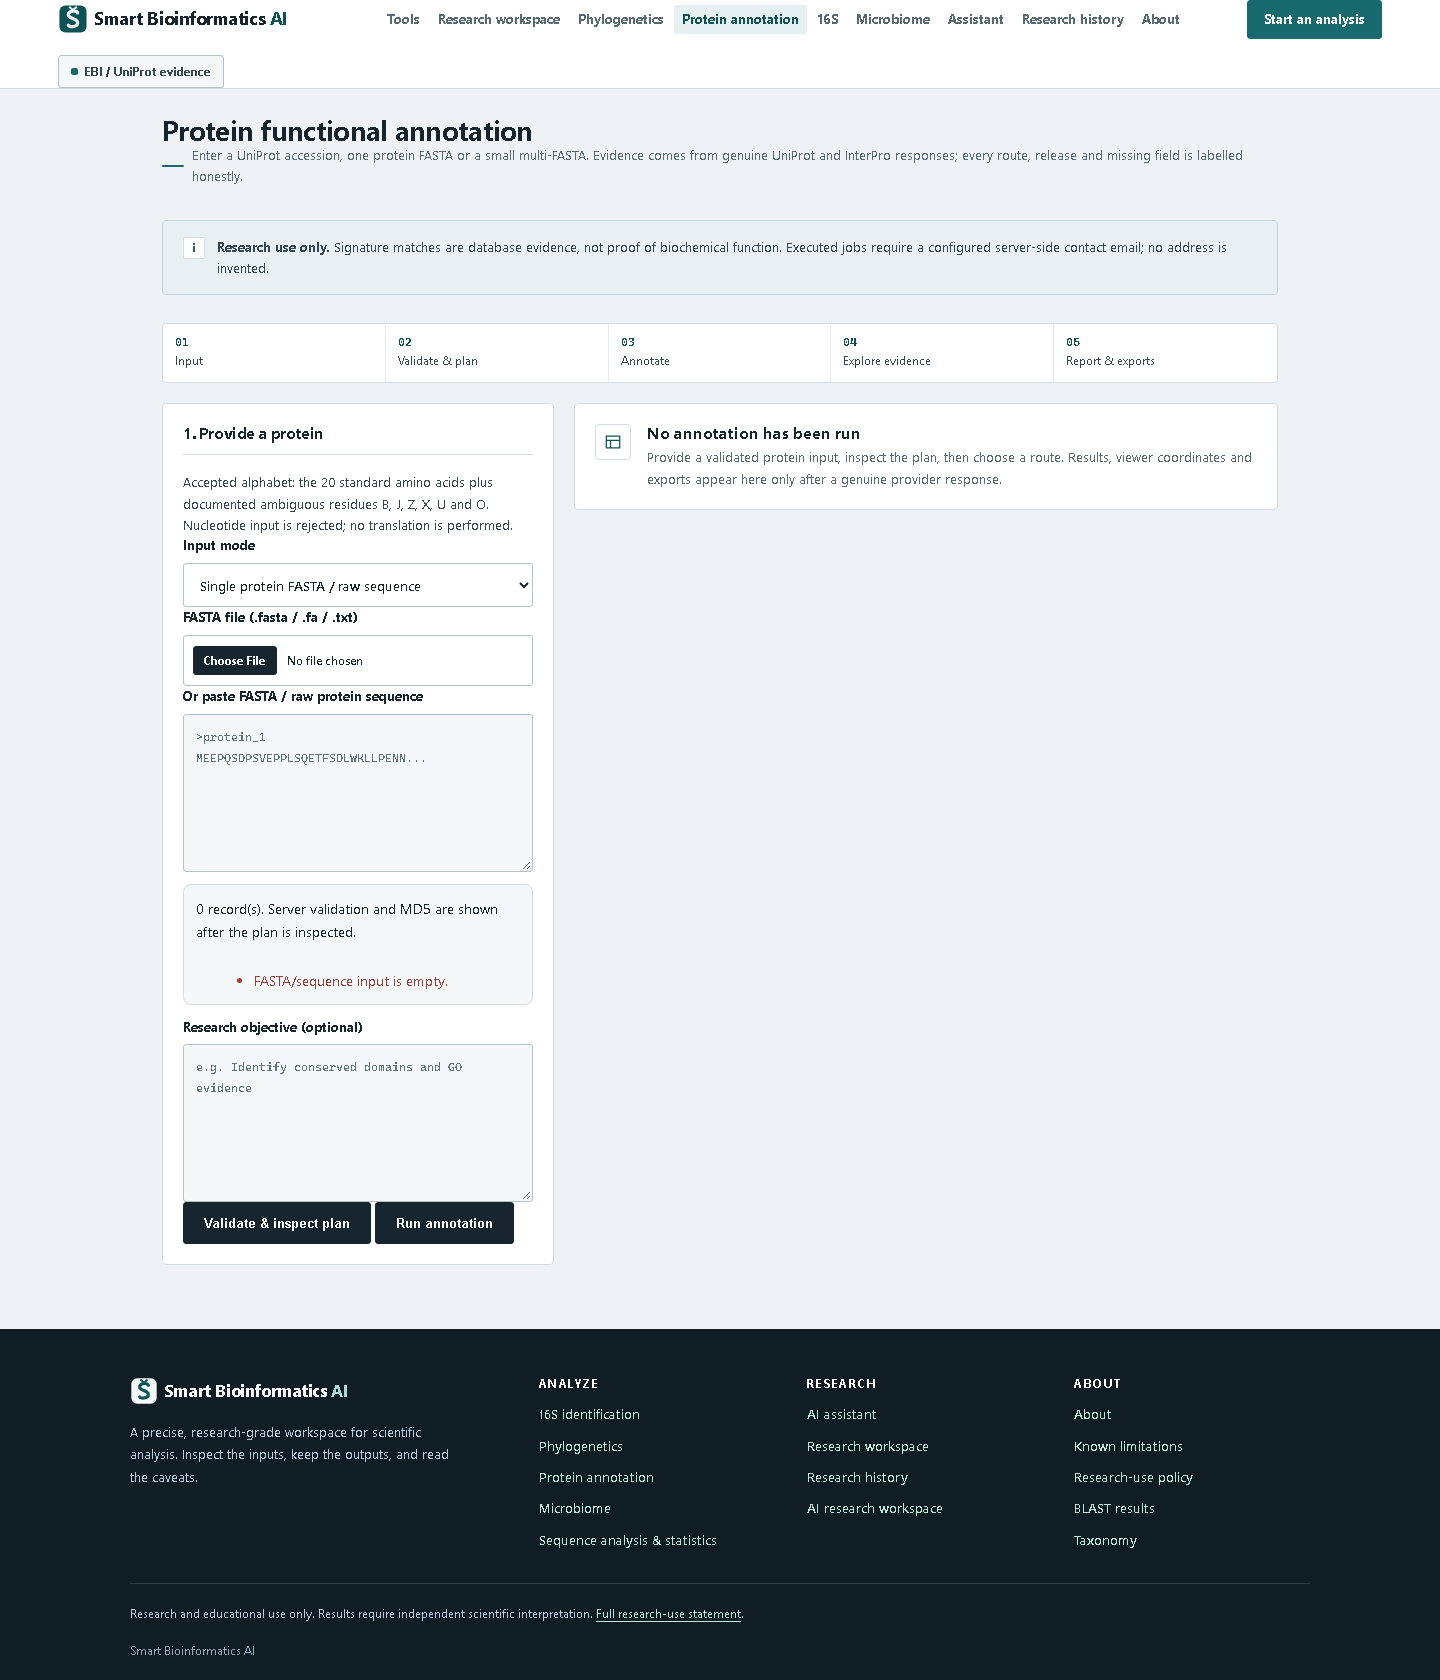 Smart Bioinformatics AI
Tools
Research workspace
Phylogenetics
Protein annotation
16S
Microbiome
Assistant
Research history
About
Start an analysis
EBI / UniProt evidence
Protein functional annotation
Enter a UniProt accession, one protein FASTA or a small multi-FASTA. Evidence comes from genuine UniProt and InterPro responses; every route, release and missing field is labelled
honestly.
i
Research use only. Signature matches are database evidence, not proof of biochemical function. Executed jobs require a configured server-side contact email; no address is
invented.
01
Input
02
Validate & plan
03
Annotate
04
Explore evidence
05
Report & exports
1. Provide a protein
Accepted alphabet: the 20 standard amino acids plus
documented ambiguous residues B, J, Z, X, U and O.
Nucleotide input is rejected; no translation is performed.
Input mode
Single protein FASTA / raw sequence
FASTA file (.fasta / .fa / .txt)
Choose File No file chosen
Or paste FASTA / raw protein sequence
>protein_1
MEEPQSDPSVEPPLSQETFSDLWKLLPENN...
0 record(s). Server validation and MD5 are shown
after the plan is inspected.
• FASTA/sequence input is empty.
Research objective (optional)
e.g. Identify conserved domains and GO
evidence
Validate & inspect plan
Run annotation
No annotation has been run
Provide a validated protein input, inspect the plan, then choose a route. Results, viewer coordinates and
exports appear here only after a genuine provider response.
Š Smart Bioinformatics AI
A precise, research-grade workspace for scientific
analysis. Inspect the inputs, keep the outputs, and read
the caveats.
ANALYZE
16S identification
Phylogenetics
Protein annotation
Microbiome
Sequence analysis & statistics
RESEARCH
AI assistant
Research workspace
Research history
AI research workspace
ABOUT
About
Known limitations
Research-use policy
BLAST results
Taxonomy
Research and educational use only. Results require independent scientific interpretation. Full research-use statement.
Smart Bioinformatics AI